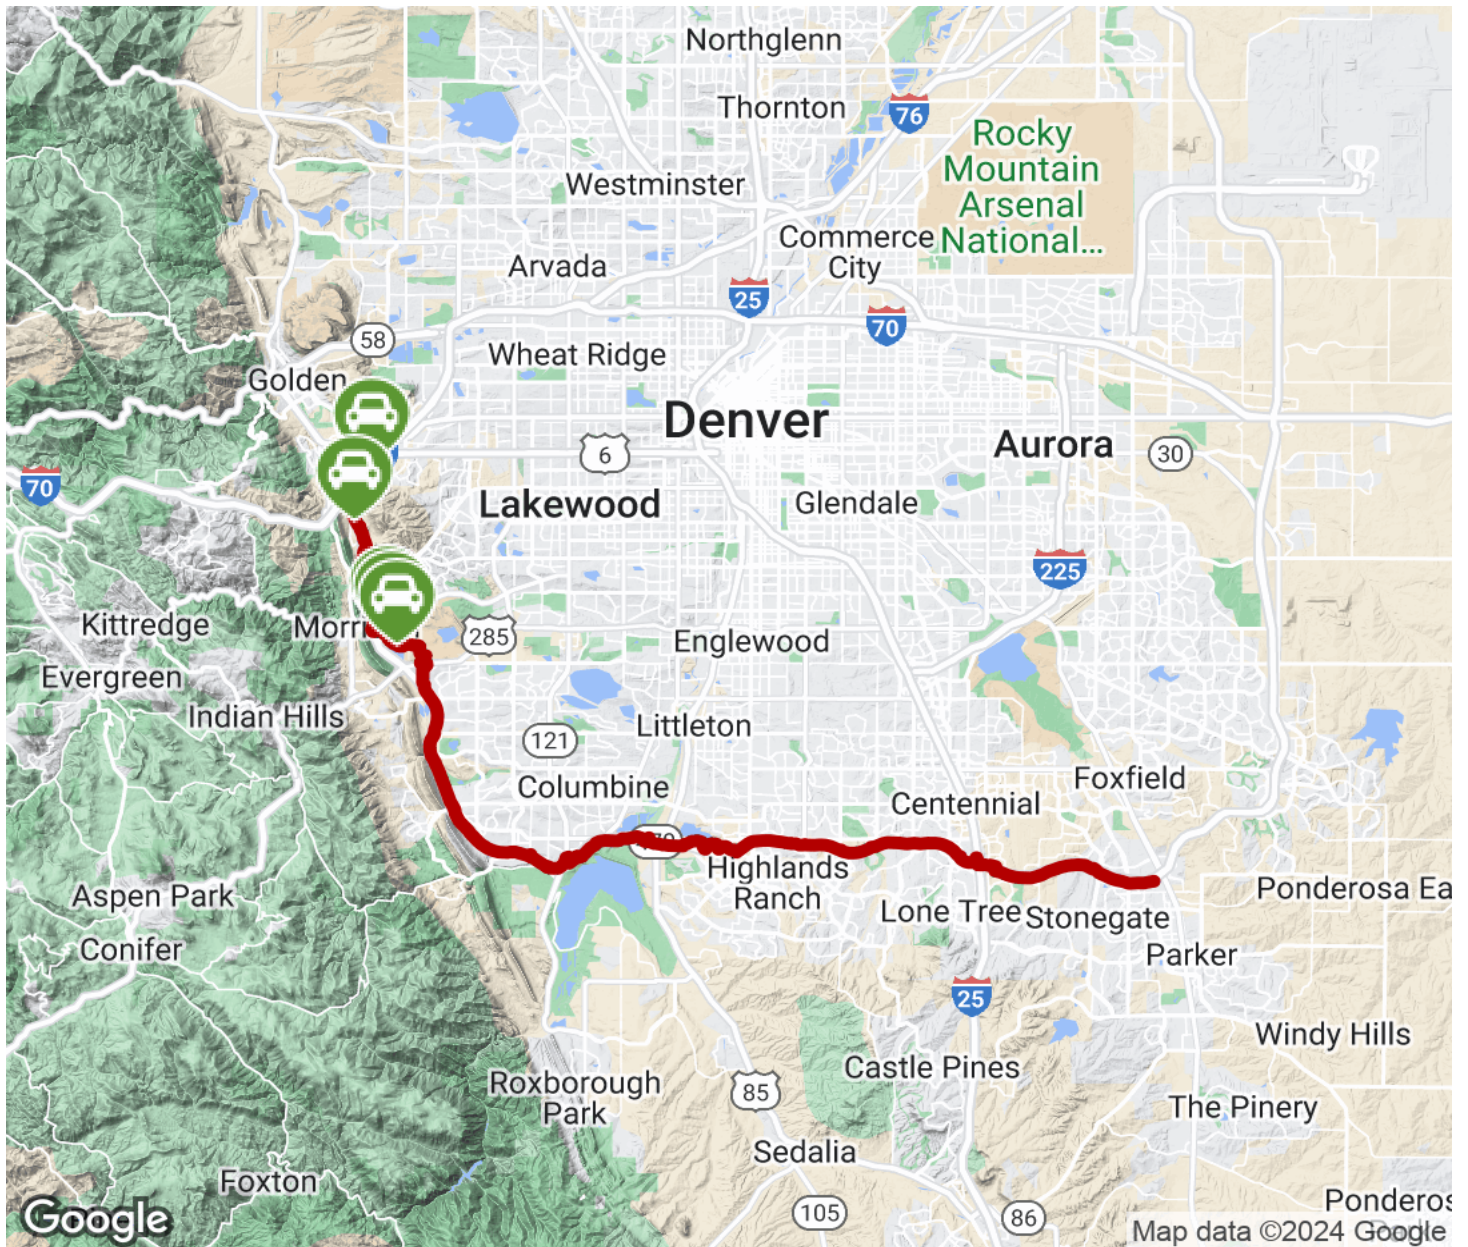 Northglenn
Thornton
76
Rocky
Mountain
Arsenal
National...
Westminster
Commerce
City
Arvada
25
70
58
Wheat Ridge
Golden
Denver
Aurora
30
6
70
Lakewood
Glendale
225
Kittredge
285
Englewood
Evergreen
Indian Hills
Littleton
121
Foxfield
Columbine
Centennial
Highlands
Ranch
Ponderosa Ea
Aspen Park
Lone Tree
Stonegate
Conifer
Parker
25
Windy Hills
Castle Pines
Roxborough
Park
85
The Pinery
Sedalia
Foxton
Ponderos
105
86
Google
Map data ©2024 Google